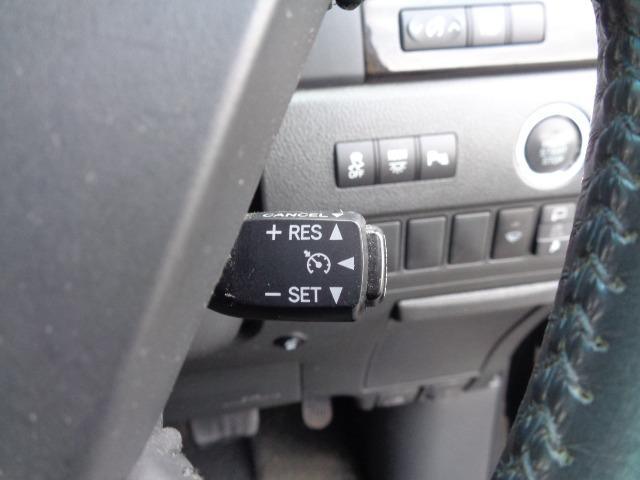 CANCEL
+ RES ▲
− SET ▼